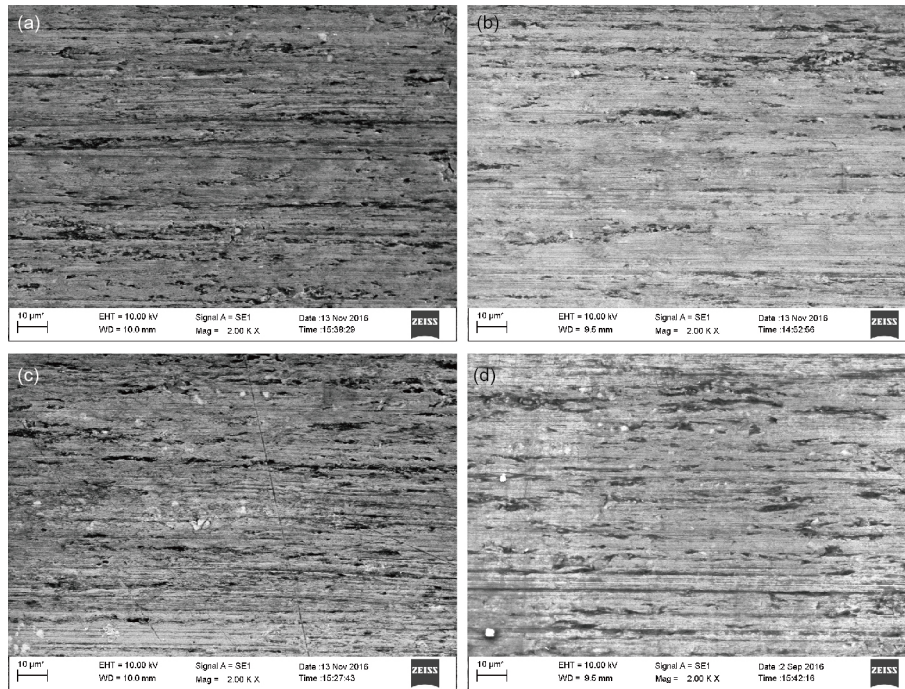 (a)
10 µm
EHT = 10.00 kV
WD = 10.0 mm
Signal A = SE1
Mag = 2.00 K X
Date :13 Nov 2016
Time :15:39:29
ZEISS
(b)
10 µm
EHT = 10.00 kV
WD = 9.5 mm
Signal A = SE1
Mag = 2.00 K X
Date :13 Nov 2016
Time :14:52:56
ZEISS
(c)
10 µm
EHT = 10.00 kV
WD = 10.0 mm
Signal A = SE1
Mag = 2.00 K X
Date :13 Nov 2016
Time :15:27:43
ZEISS
(d)
10 µm
EHT = 10.00 kV
WD = 9.5 mm
Signal A = SE1
Mag = 2.00 K X
Date :2 Sep 2016
Time :15:42:16
ZEISS